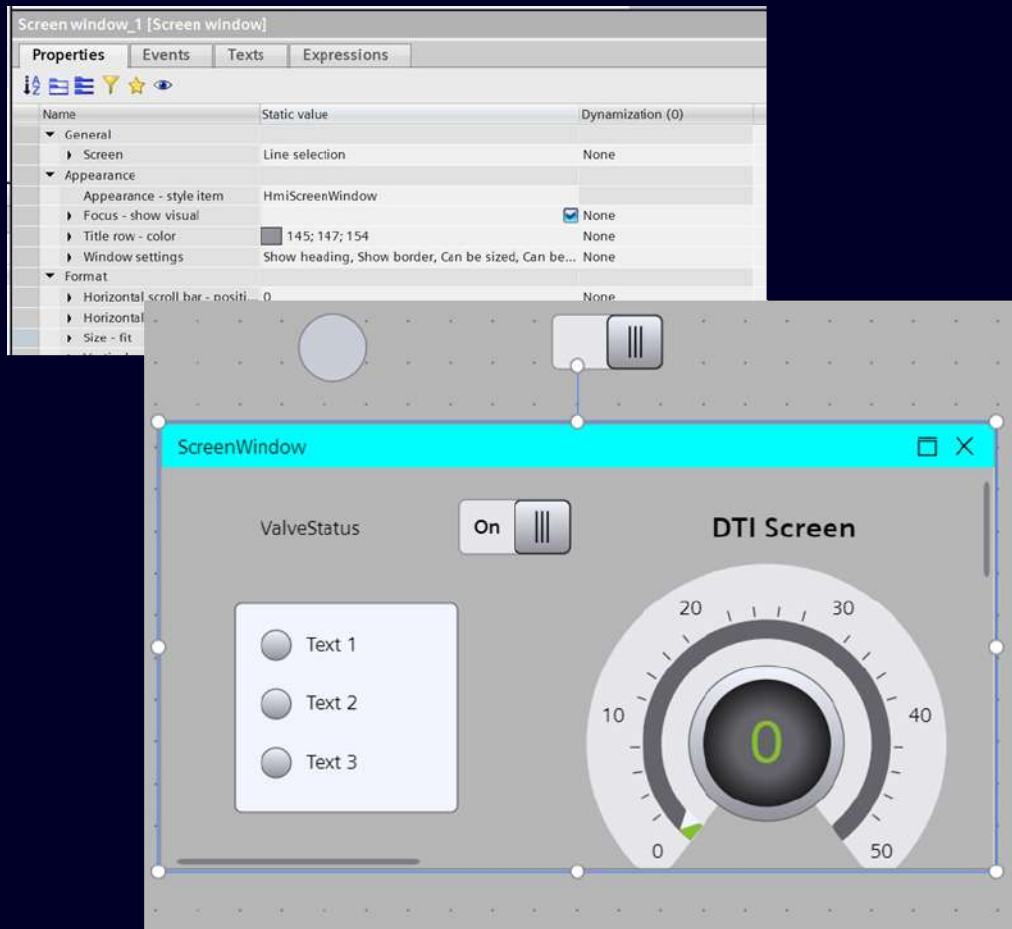 Screen window_1 [Screen window]
Properties Events Texts Expressions
Name Static value Dynamization (0)
General
Screen Line selection None
Appearance
Appearance - style item HmiScreenWindow
Focus - show visual None
Title row - color 145; 147; 154 None
Window settings Show heading, Show border, Can be sized, Can be... None
Format
Horizontal scroll bar - positi... 0 None
Horizontal
Size - fit
ScreenWindow
ValveStatus On DTI Screen
Text 1
Text 2
Text 3
20 30
10 40
0
0 50